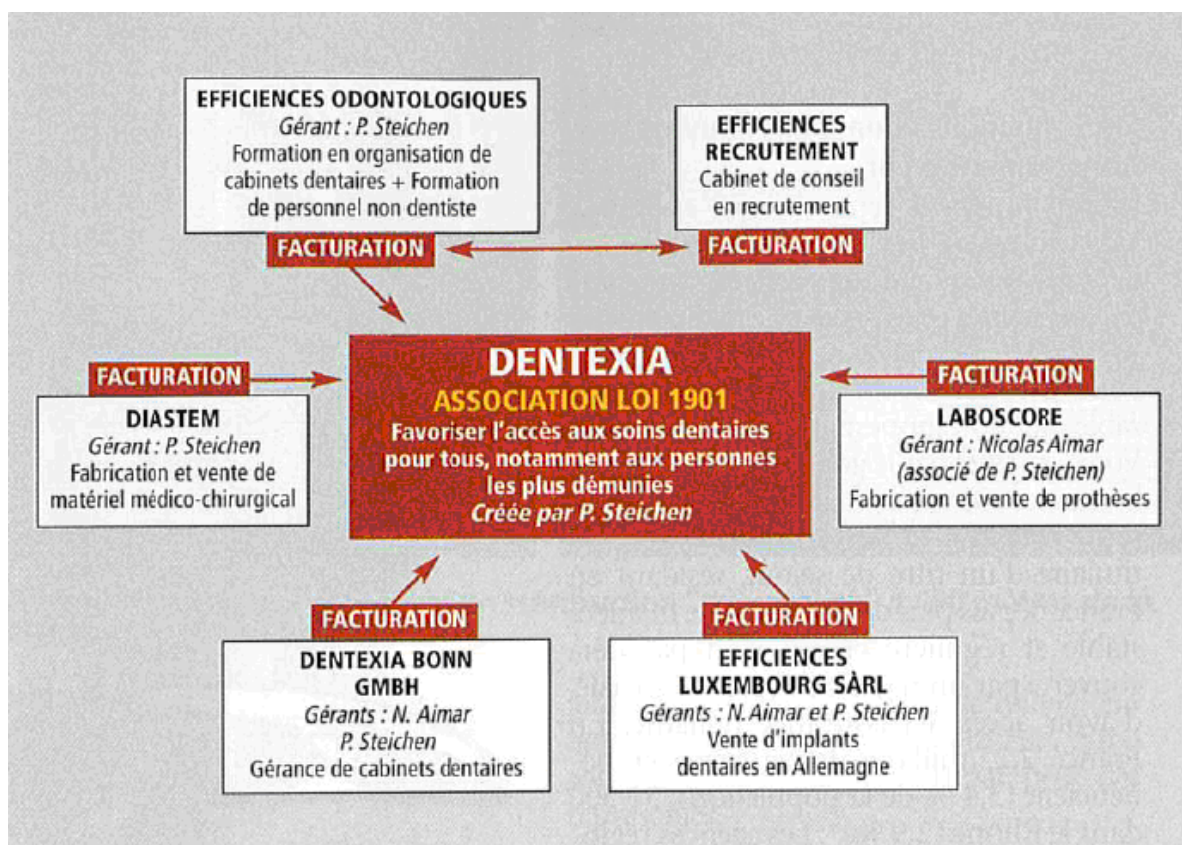 EFFICIENCES ODONTOLOGIQUES
Gérant : P. Steichen
Formation en organisation de
cabinets dentaires + Formation
de personnel non dentiste
FACTURATION
EFFICIENCES
RECRUTEMENT
Cabinet de conseil
en recrutement
FACTURATION
DENTEXIA
ASSOCIATION LOI 1901
Favoriser l'accès aux soins dentaires
pour tous, notamment aux personnes
les plus démunies
Créée par P. Steichen
FACTURATION
DIASTEM
Gérant : P. Steichen
Fabrication et vente de
matériel médico-chirurgical
FACTURATION
LABOSCORE
Gérant : Nicolas Aimar
(associé de P. Steichen)
Fabrication et vente de prothèses
FACTURATION
DENTEXIA BONN
GMBH
Gérants : N. Aimar
P. Steichen
Gérance de cabinets dentaires
FACTURATION
EFFICIENCES
LUXEMBOURG SÀRL
Gérants : N. Aimar et P. Steichen
Vente d'implants
dentaires en Allemagne